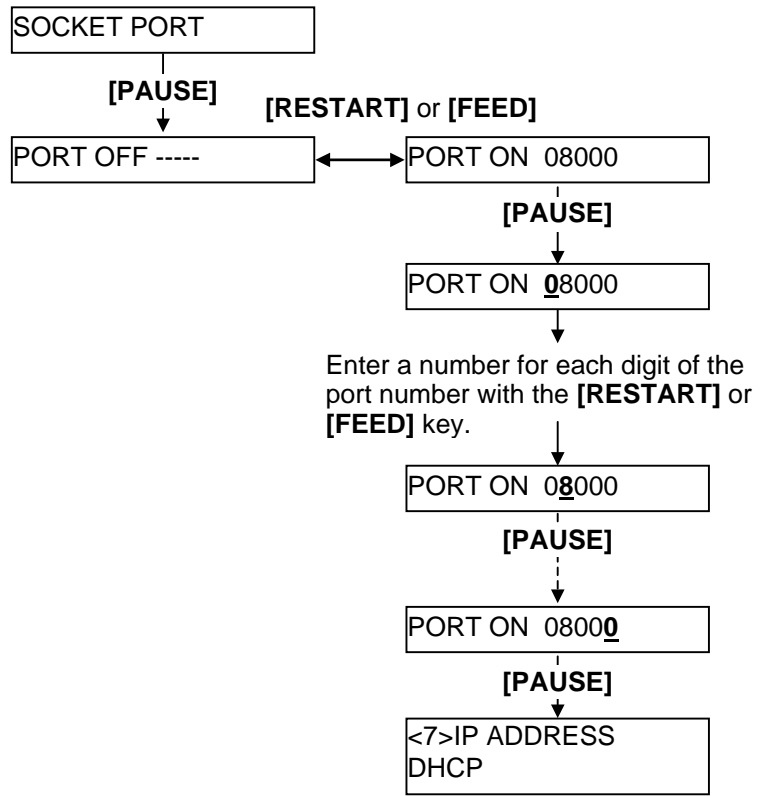 SOCKET PORT
[PAUSE]
[RESTART] or [FEED]
PORT OFF -----
PORT ON 08000
[PAUSE]
PORT ON 08000
Enter a number for each digit of the
port number with the [RESTART] or
[FEED] key.
PORT ON 08000
[PAUSE]
PORT ON 08000
[PAUSE]
<7>IP ADDRESS
DHCP